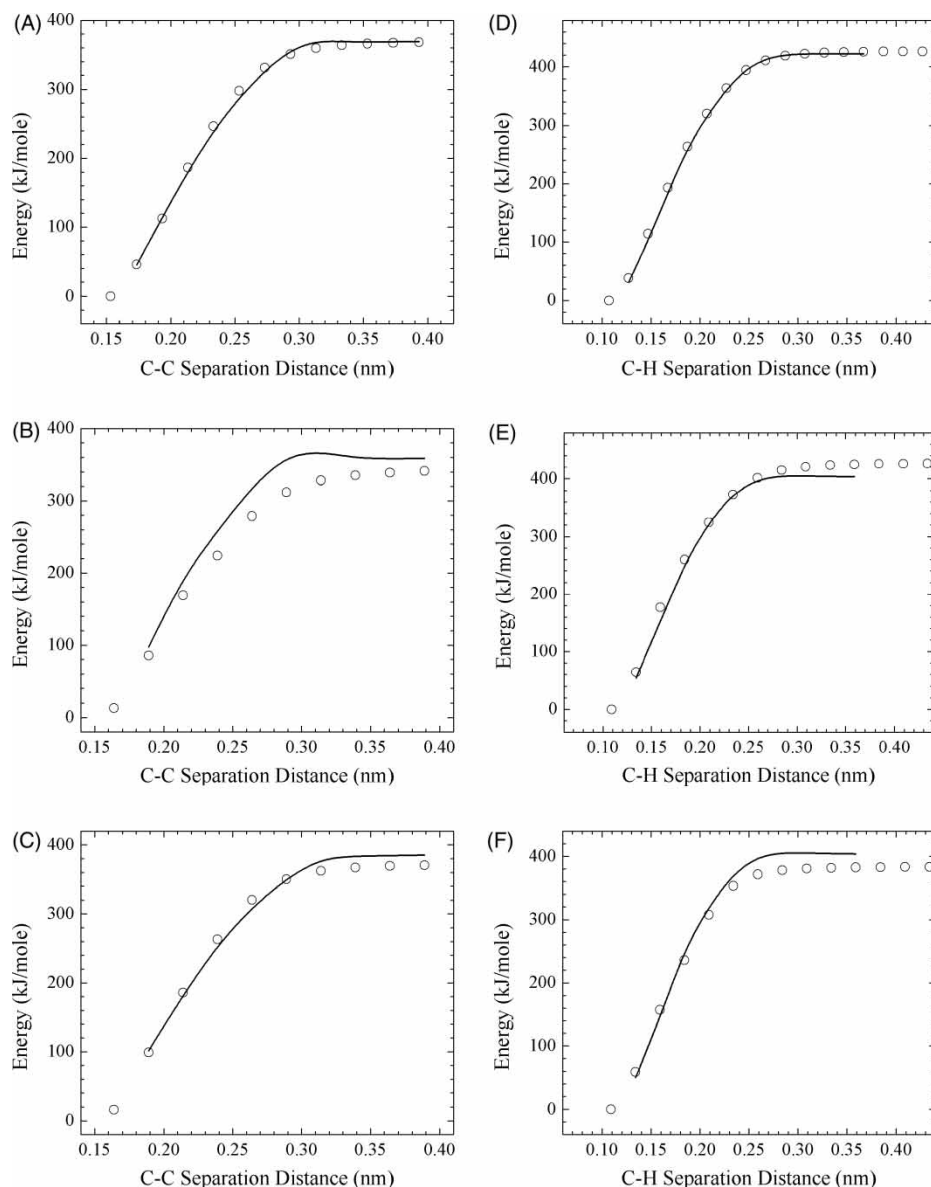 (A)
400
300
200
100
0
Energy (kJ/mole)
0.15 0.20 0.25 0.30 0.35 0.40
C-C Separation Distance (nm)
(D)
400
300
200
100
0
Energy (kJ/mole)
0.10 0.15 0.20 0.25 0.30 0.35 0.40
C-H Separation Distance (nm)
(B)
400
300
200
100
0
Energy (kJ/mole)
0.15 0.20 0.25 0.30 0.35 0.40
C-C Separation Distance (nm)
(E)
400
300
200
100
0
Energy (kJ/mole)
0.10 0.15 0.20 0.25 0.30 0.35 0.40
C-H Separation Distance (nm)
(C)
400
300
200
100
0
Energy (kJ/mole)
0.15 0.20 0.25 0.30 0.35 0.40
C-C Separation Distance (nm)
(F)
400
300
200
100
0
Energy (kJ/mole)
0.10 0.15 0.20 0.25 0.30 0.35 0.40
C-H Separation Distance (nm)